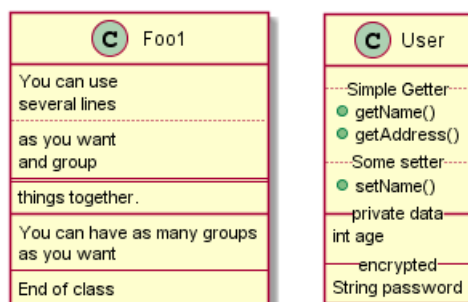 C Foo1
You can use
several lines
as you want
and group
things together.
You can have as many groups
as you want
End of class
C User
Simple Getter
getName()
getAddress()
Some setter
setName()
private data
int age
encrypted
String password